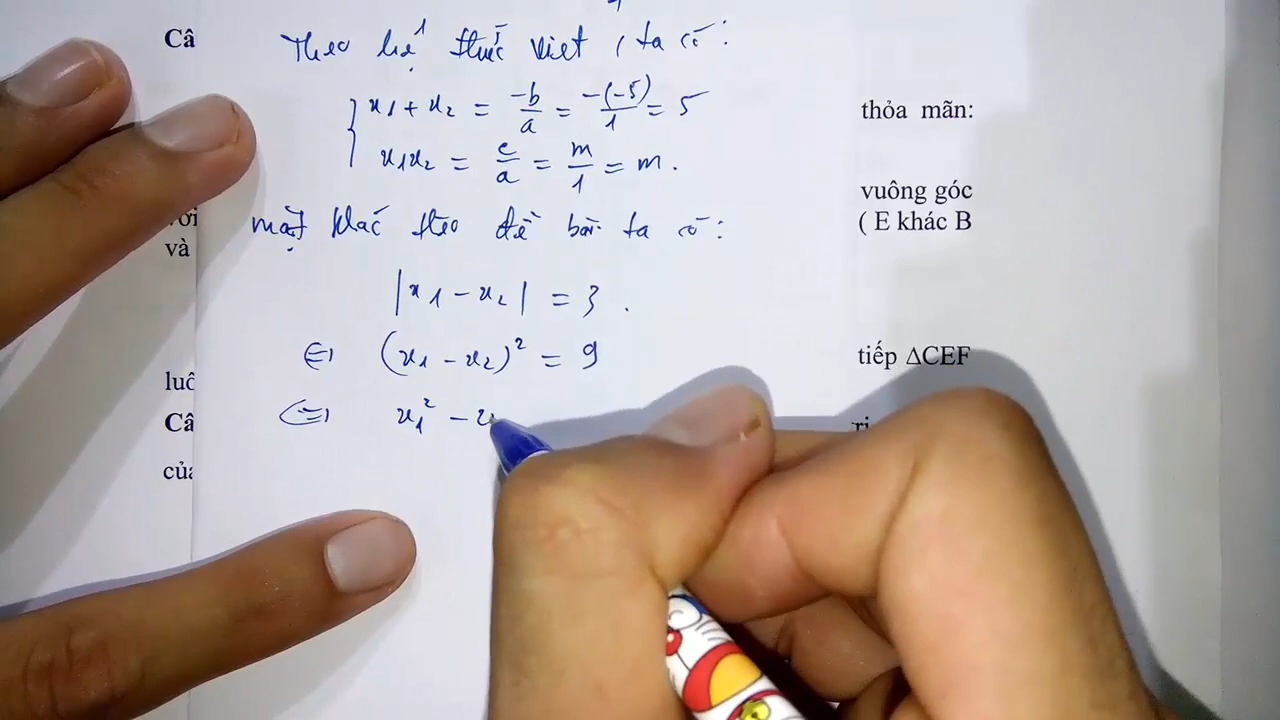 Câ
Theo hệ thức Viet, ta có:
x1 + x2 = -b/a = -(-5)/1 = 5
thỏa mãn:
x1x2 = c/a = m/1 = m.
vuông góc
mặt khác theo đề bài ta có:
( E khác B
và
|x1 - x2| = 3.
⇔ (x1 - x2)² = 9
tiếp ΔCEF
luô
⇔ x1² -
Câ
củ